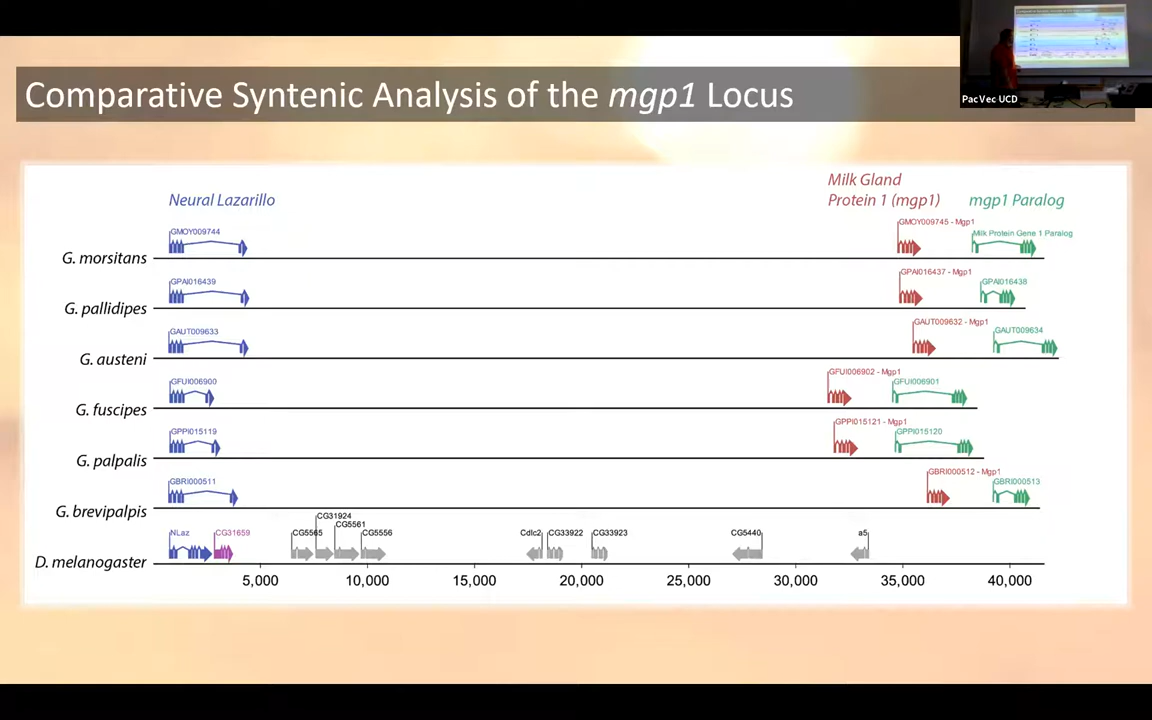 Comparative Syntenic Analysis of the mgp1 Locus
PacVec UCD
Neural Lazarillo
Milk Gland
Protein 1 (mgp1)
mgp1 Paralog
G. morsitans
GMOY009744
GMOY009745 - Mgp1
Milk Protein Gene 1 Paralog
G. pallidipes
GPAI016439
GPAI016437 - Mgp1
GPAI016438
G. austeni
GAUT009633
GAUT009632 - Mgp1
GAUT009634
G. fuscipes
GFUI006900
GFUI006902 - Mgp1
GFUI006901
G. palpalis
GPPI015119
GPPI015121 - Mgp1
GPPI015120
G. brevipalpis
GBRI000511
GBRI000512 - Mgp1
GBRI000513
D. melanogaster
NLaz
CG31659
CG5565
CG31924
CG5561
CG5556
Cdlc2
CG33922
CG33923
CG5440
a5
5,000
10,000
15,000
20,000
25,000
30,000
35,000
40,000